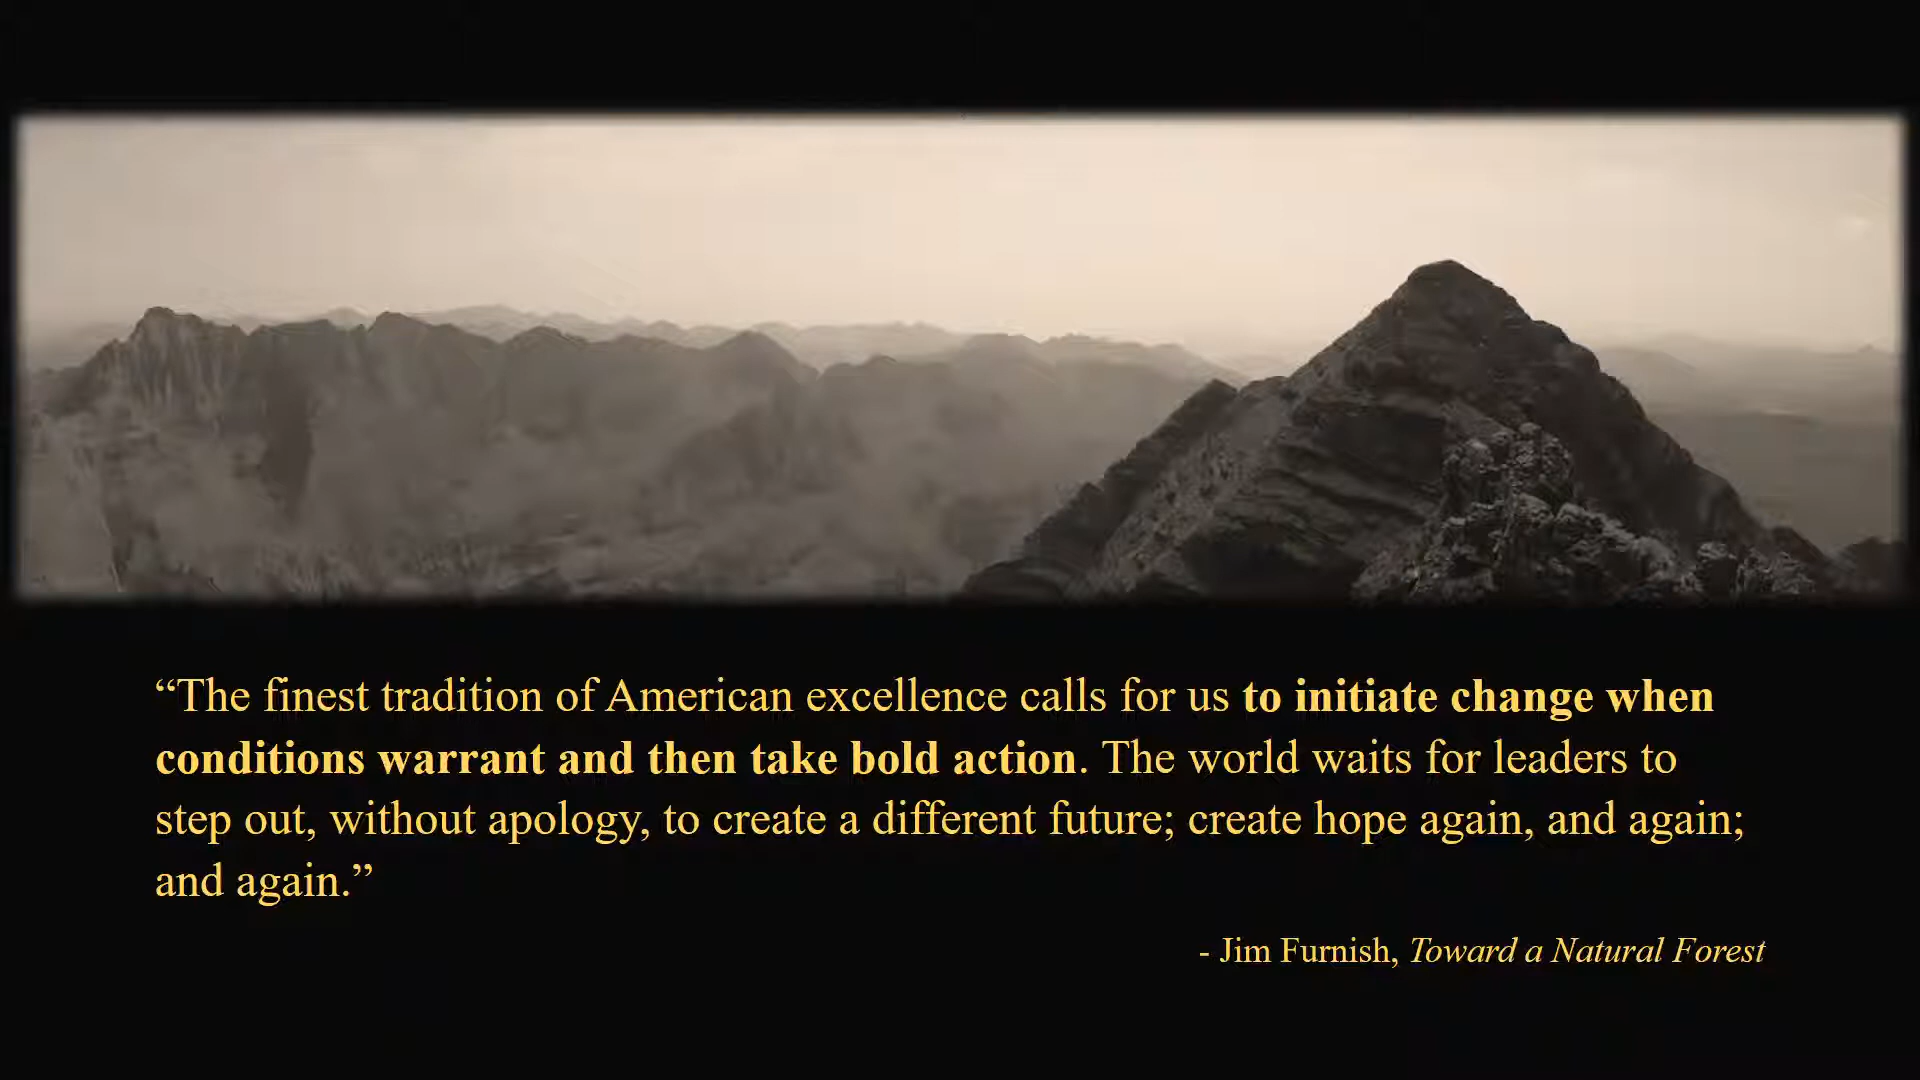 “The finest tradition of American excellence calls for us to initiate change when
conditions warrant and then take bold action. The world waits for leaders to
step out, without apology, to create a different future; create hope again, and again;
and again.”
- Jim Furnish, Toward a Natural Forest